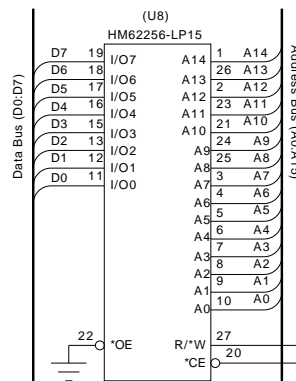 (U8)
HM62256-LP15
Data Bus (D0:D7)
Address Bus
D7 19 I/O7 A14 1 A14
D6 18 I/O6 A13 26 A13
D5 17 I/O5 A12 2 A12
D4 16 I/O4 A11 23 A11
D3 15 I/O3 A10 21 A10
D2 13 I/O2 A9 24 A9
D1 12 I/O1 A8 25 A8
D0 11 I/O0 A7 3 A7
A6 4 A6
A5 5 A5
A4 6 A4
A3 7 A3
A2 8 A2
A1 9 A1
A0 10 A0
22 *OE R/*W 27
*CE 20